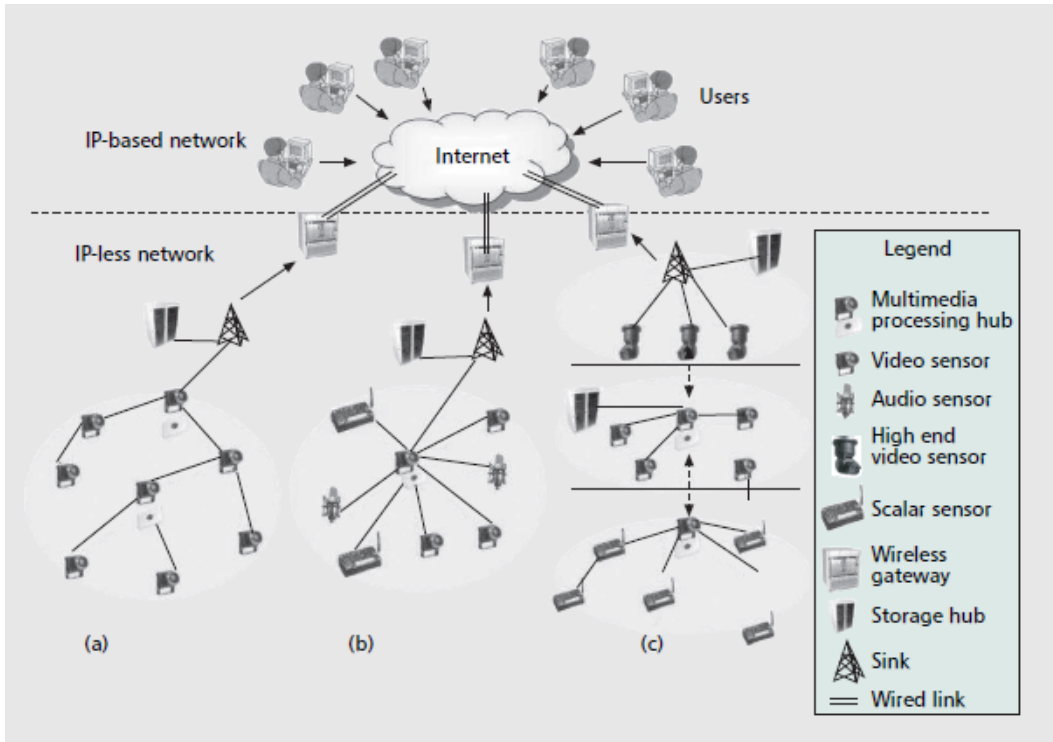 Users
IP-based network
Internet
IP-less network
Legend
Multimedia
processing hub
Video sensor
Audio sensor
High end
video sensor
Scalar sensor
Wireless
gateway
Storage hub
Sink
Wired link
(a)
(b)
(c)